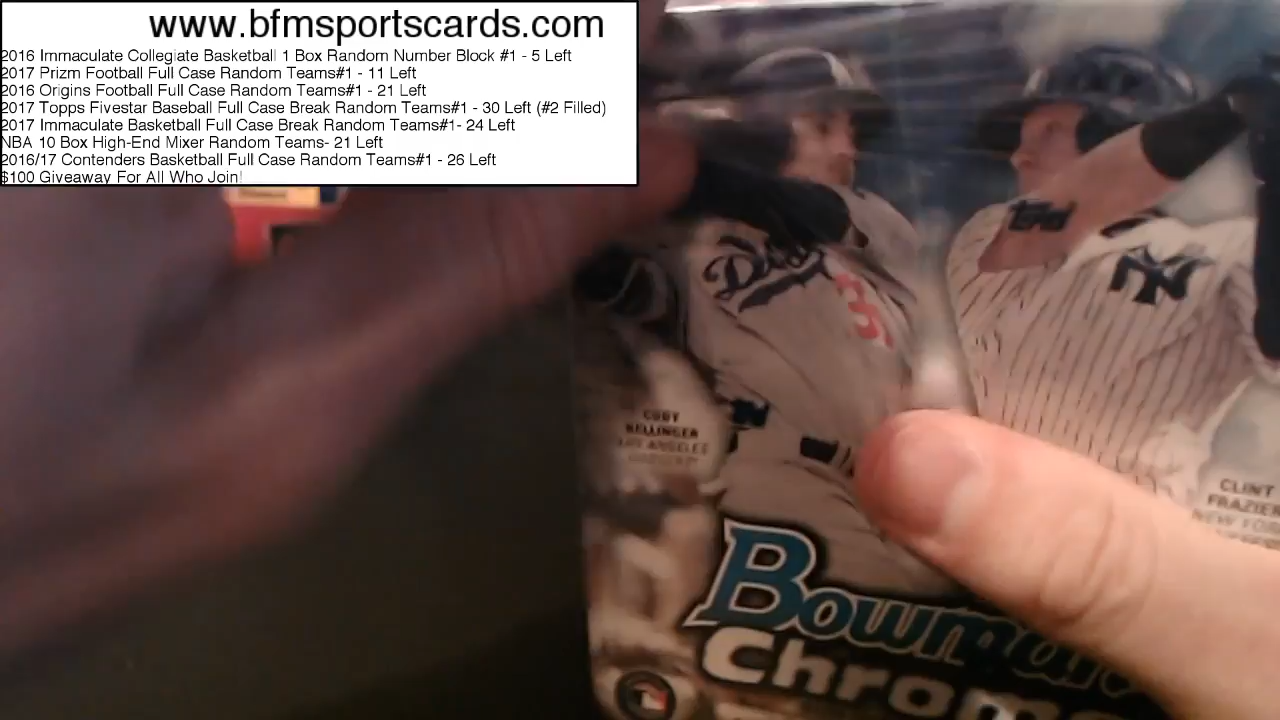 www.bfmsportscards.com
2016 Immaculate Collegiate Basketball 1 Box Random Number Block #1 - 5 Left
2017 Prizm Football Full Case Random Teams#1 - 11 Left
2016 Origins Football Full Case Random Teams#1 - 21 Left
2017 Topps Fivestar Baseball Full Case Break Random Teams#1 - 30 Left (#2 Filled)
2017 Immaculate Basketball Full Case Break Random Teams#1- 24 Left
NBA 10 Box High-End Mixer Random Teams- 21 Left
2016/17 Contenders Basketball Full Case Random Teams#1 - 26 Left
$100 Giveaway For All Who Join!
Topps
NY
35
CODY
BELLINGER
LOS ANGELES
CLINT
FRAZIER
NEW YORK
Bowman
Chrome